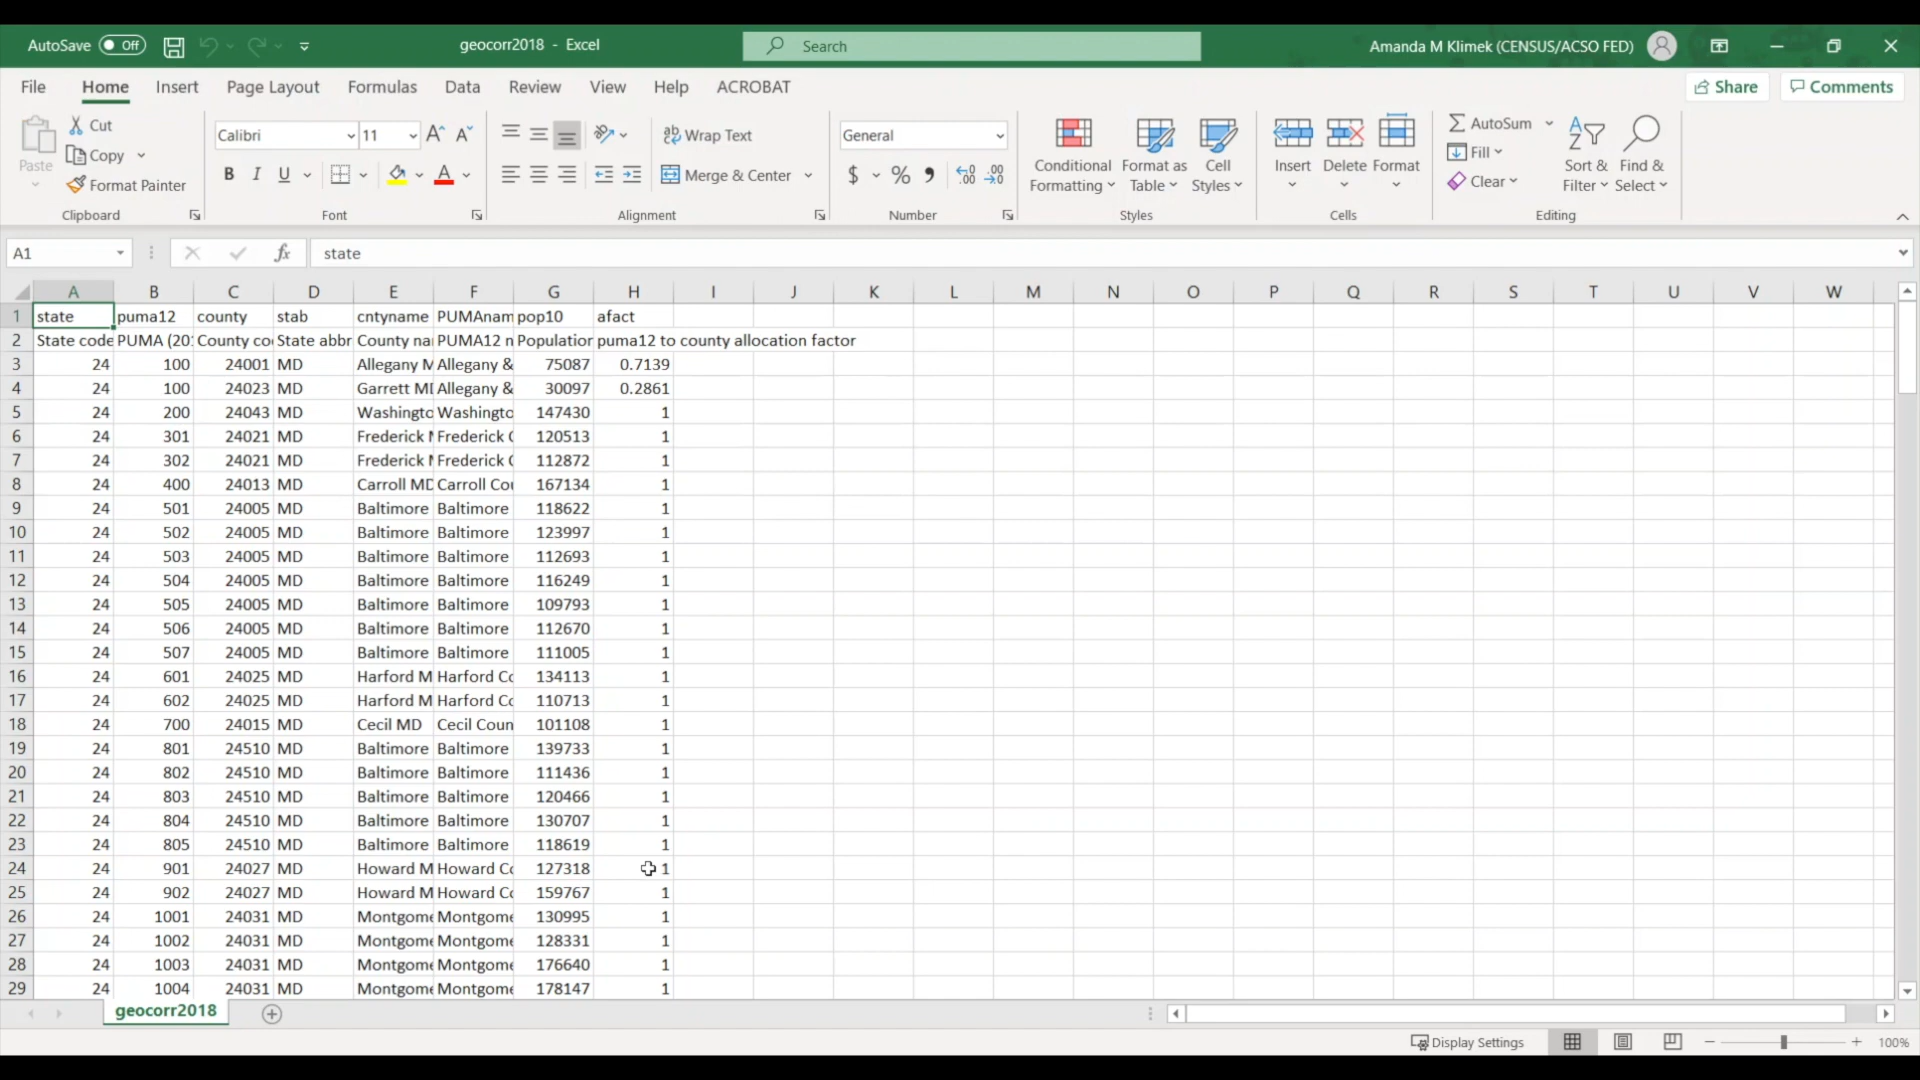 AutoSave Off geocorr2018 - Excel Search Amanda M Klimek (CENSUS/ACSO FED)
File Home Insert Page Layout Formulas Data Review View Help ACROBAT Share Comments
Paste Cut Copy Format Painter Clipboard
Calibri 11 A A B I U A Font
ab Wrap Text Merge & Center Alignment
General $ % Number
Conditional Formatting Format as Table Cell Styles Styles
Insert Delete Format Cells
AutoSum Fill Clear Sort & Filter Find & Select Editing
A1 fx state
A B C D E F G H I J K L M N O P Q R S T U V W
1 state puma12 county stab cntyname PUMAnam pop10 afact
2 State code PUMA (20 County co State abbr County na PUMA12 n Population puma12 to county allocation factor
3 24 100 24001 MD Allegany M Allegany & 75087 0.7139
4 24 100 24023 MD Garrett MD Allegany & 30097 0.2861
5 24 200 24043 MD Washingto Washingto 147430 1
6 24 301 24021 MD Frederick Frederick 120513 1
7 24 302 24021 MD Frederick Frederick 112872 1
8 24 400 24013 MD Carroll MD Carroll Cou 167134 1
9 24 501 24005 MD Baltimore Baltimore 118622 1
10 24 502 24005 MD Baltimore Baltimore 123997 1
11 24 503 24005 MD Baltimore Baltimore 112693 1
12 24 504 24005 MD Baltimore Baltimore 116249 1
13 24 505 24005 MD Baltimore Baltimore 109793 1
14 24 506 24005 MD Baltimore Baltimore 112670 1
15 24 507 24005 MD Baltimore Baltimore 111005 1
16 24 601 24025 MD Harford M Harford Co 134113 1
17 24 602 24025 MD Harford M Harford Co 110713 1
18 24 700 24015 MD Cecil MD Cecil Coun 101108 1
19 24 801 24510 MD Baltimore Baltimore 139733 1
20 24 802 24510 MD Baltimore Baltimore 111436 1
21 24 803 24510 MD Baltimore Baltimore 120466 1
22 24 804 24510 MD Baltimore Baltimore 130707 1
23 24 805 24510 MD Baltimore Baltimore 118619 1
24 24 901 24027 MD Howard M Howard Co 127318 1
25 24 902 24027 MD Howard M Howard Co 159767 1
26 24 1001 24031 MD Montgome Montgome 130995 1
27 24 1002 24031 MD Montgome Montgome 128331 1
28 24 1003 24031 MD Montgome Montgome 176640 1
29 24 1004 24031 MD Montgome Montgome 178147 1
geocorr2018
Display Settings 100%